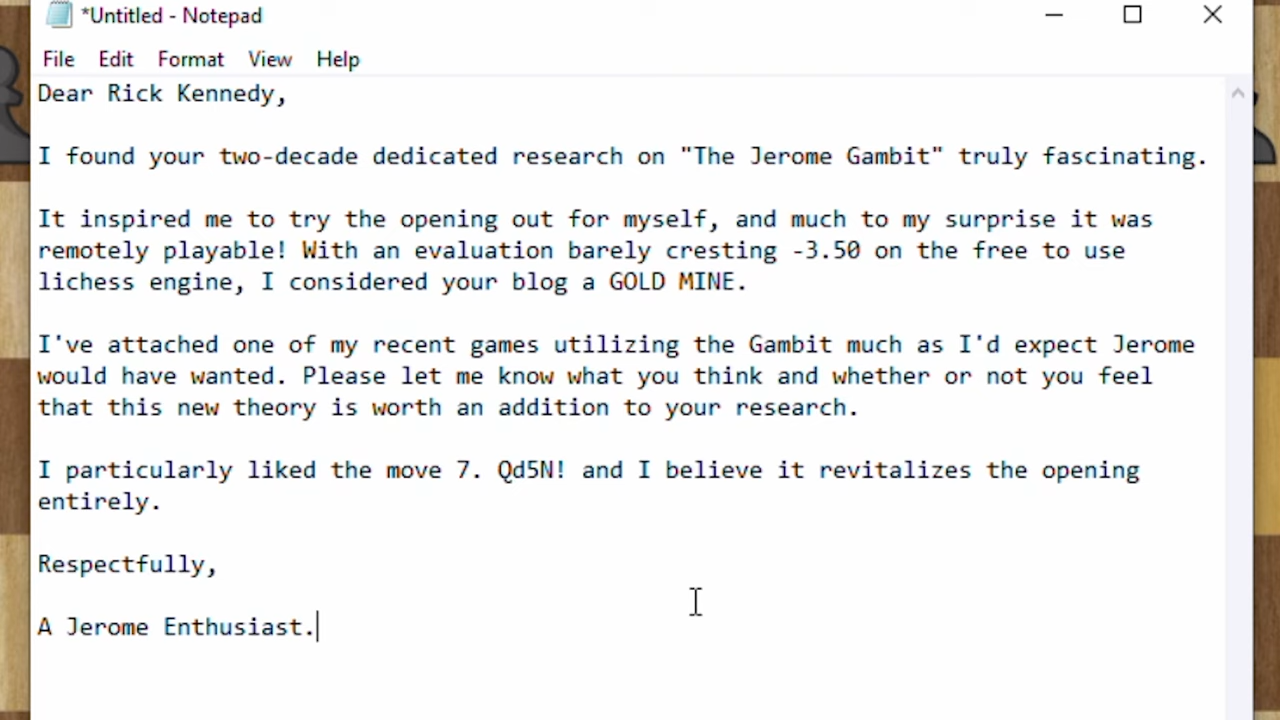 *Untitled - Notepad
File Edit Format View Help
Dear Rick Kennedy,
I found your two-decade dedicated research on "The Jerome Gambit" truly fascinating.
It inspired me to try the opening out for myself, and much to my surprise it was
remotely playable! With an evaluation barely cresting -3.50 on the free to use
lichess engine, I considered your blog a GOLD MINE.
I've attached one of my recent games utilizing the Gambit much as I'd expect Jerome
would have wanted. Please let me know what you think and whether or not you feel
that this new theory is worth an addition to your research.
I particularly liked the move 7. Qd5N! and I believe it revitalizes the opening
entirely.
Respectfully,
A Jerome Enthusiast.